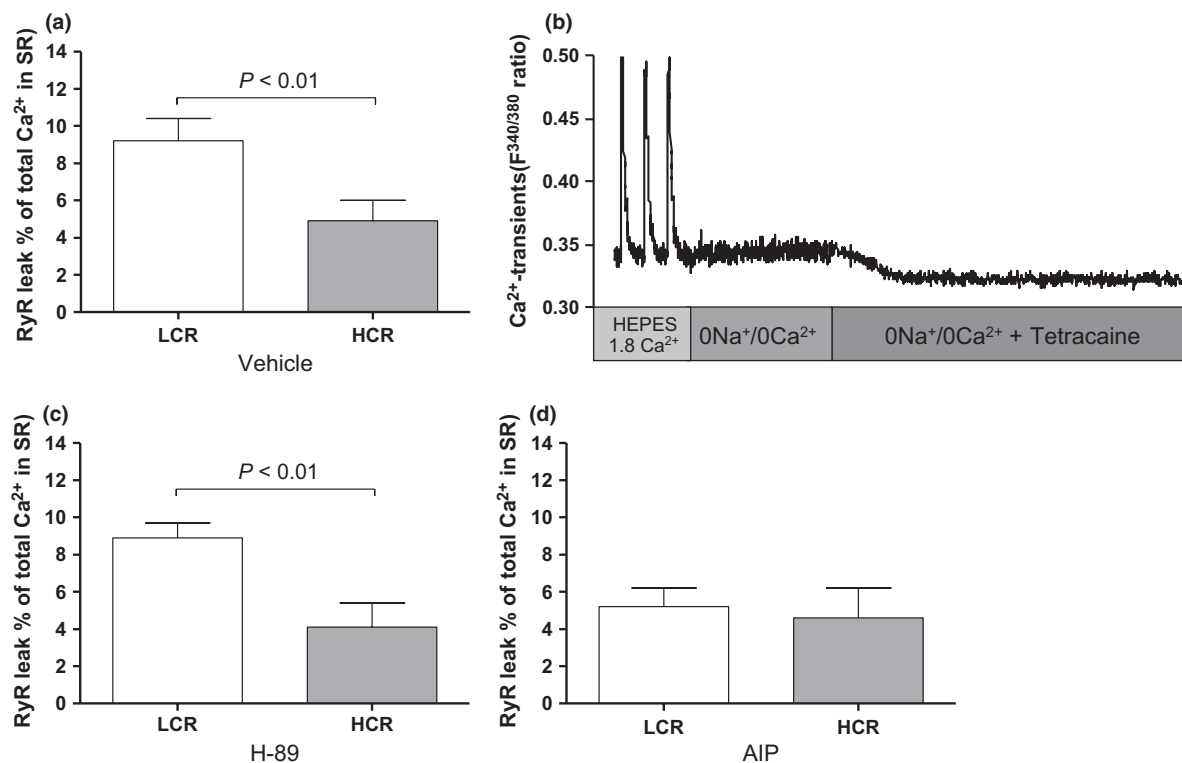 (a)
RyR leak % of total Ca²⁺ in SR)
14
12
10
8
6
4
2
0
P < 0.01
LCR
HCR
Vehicle
(b)
Ca²⁺-transients(F³⁴⁰/³⁸⁰ ratio)
0.50
0.45
0.40
0.35
0.30
HEPES
1.8 Ca²⁺
0Na⁺/0Ca²⁺
0Na⁺/0Ca²⁺ + Tetracaine
(c)
RyR leak % of total Ca²⁺ in SR)
14
12
10
8
6
4
2
0
P < 0.01
LCR
HCR
H-89
(d)
RyR leak % of total Ca²⁺ in SR)
14
12
10
8
6
4
2
0
LCR
HCR
AIP